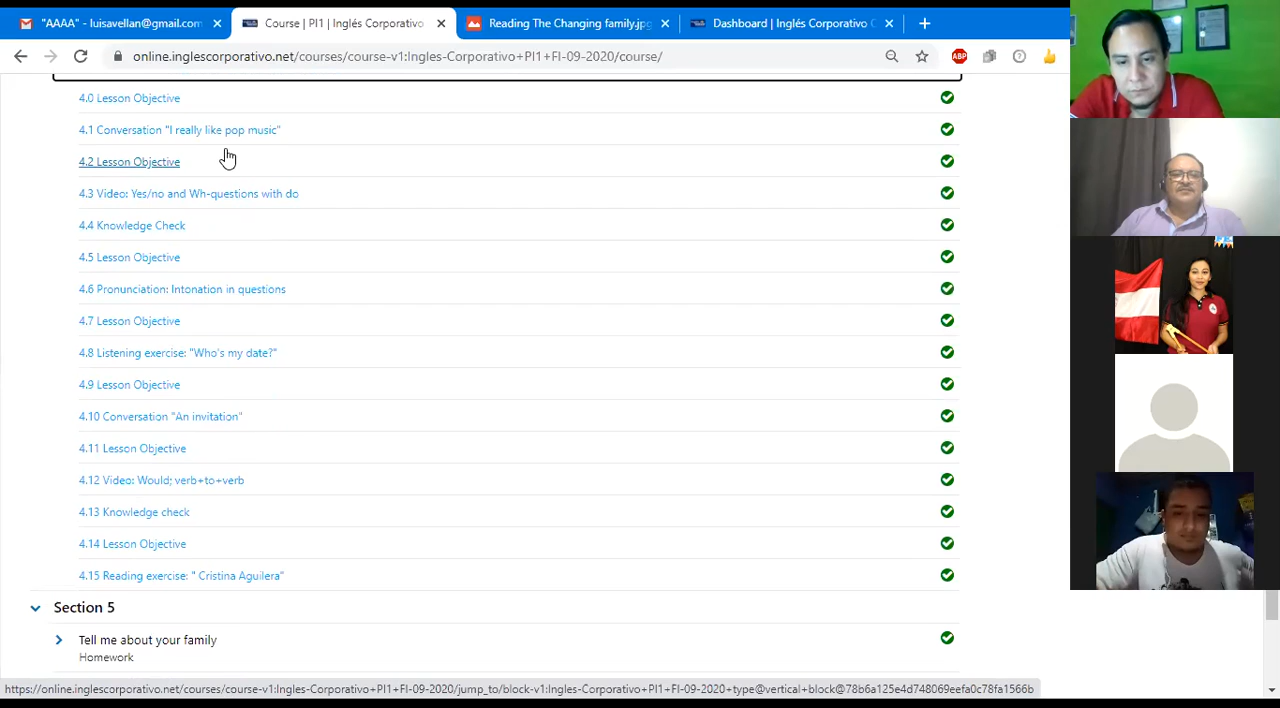 "AAAA" - luisavellan@gmail.com
Course | PI1 | Inglés Corporativo
Reading The Changing family.jpg
Dashboard | Inglés Corporativo C
online.inglescorporativo.net/courses/course-v1:Ingles-Corporativo+PI1+FI-09-2020/course/
ABP
4.0 Lesson Objective
4.1 Conversation "I really like pop music"
4.2 Lesson Objective
4.3 Video: Yes/no and Wh-questions with do
4.4 Knowledge Check
4.5 Lesson Objective
4.6 Pronunciation: Intonation in questions
4.7 Lesson Objective
4.8 Listening exercise: "Who's my date?"
4.9 Lesson Objective
4.10 Conversation "An invitation"
4.11 Lesson Objective
4.12 Video: Would; verb+to+verb
4.13 Knowledge check
4.14 Lesson Objective
4.15 Reading exercise: " Cristina Aguilera"
Section 5
Tell me about your family
Homework
https://online.inglescorporativo.net/courses/course-v1:Ingles-Corporativo+PI1+FI-09-2020/jump_to/block-v1:Ingles-Corporativo+PI1+FI-09-2020+type@vertical+block@78b6a125e4d748069eefa0c78fa1566b